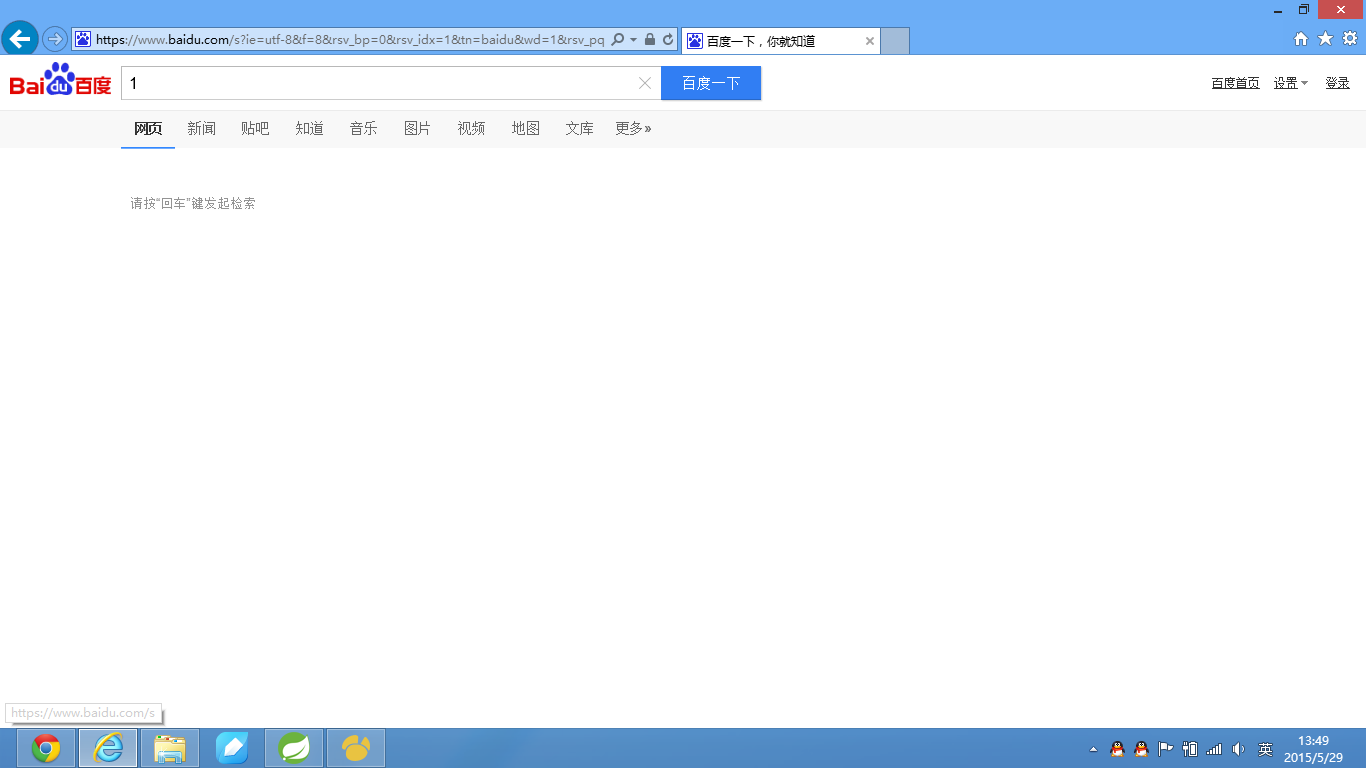 https://www.baidu.com/s?ie=utf-8&f=8&rsv_bp=0&rsv_idx=1&tn=baidu&wd=1&rsv_pq
百度一下，你就知道
Bai du 百度
1
百度一下
百度首页 设置 登录
网页 新闻 贴吧 知道 音乐 图片 视频 地图 文库 更多»
请按“回车”键发起检索
https://www.baidu.com/s
英
13:49
2015/5/29